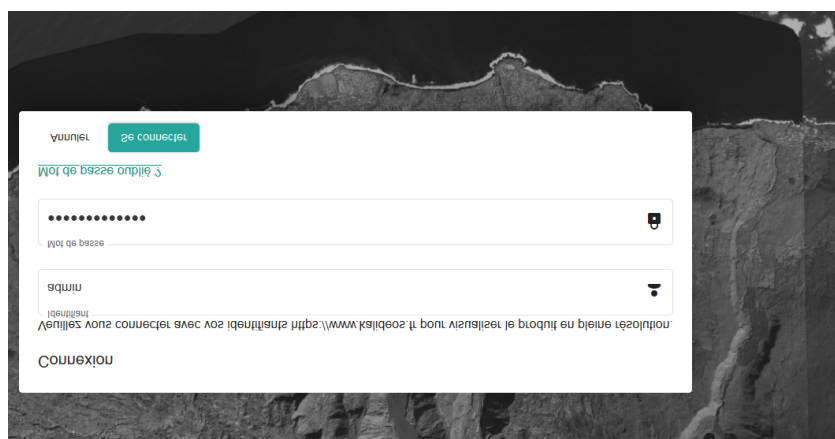 Connexion
Veuillez vous connecter avec vos identifiants https://www.kalideos.fr pour visualiser le produit en pleine résolution.
Identifiant
admin
Mot de passe
•••••••••••••
Mot de passe oublié ?
Annuler Se connecter